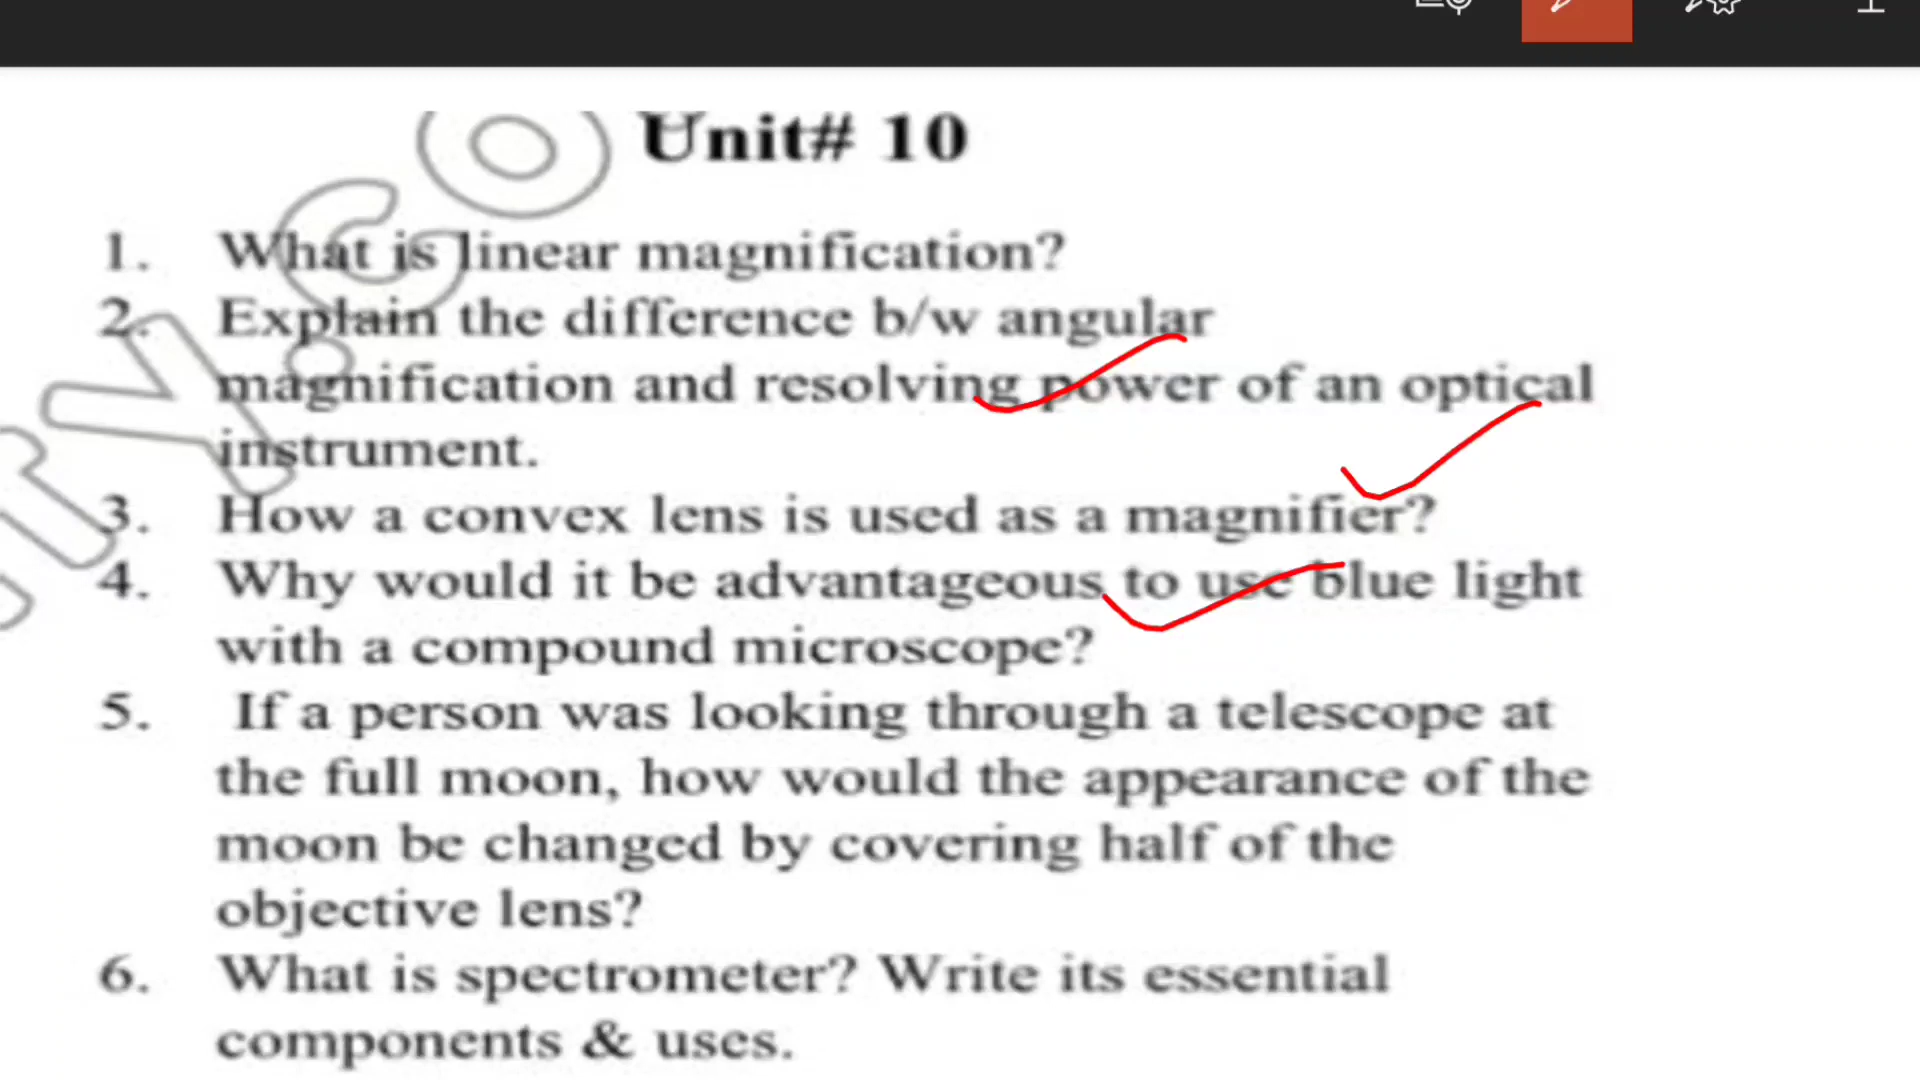 Unit# 10
1. What is linear magnification?
2. Explain the difference b/w angular
magnification and resolving power of an optical
instrument.
3. How a convex lens is used as a magnifier?
4. Why would it be advantageous to use blue light
with a compound microscope?
5. If a person was looking through a telescope at
the full moon, how would the appearance of the
moon be changed by covering half of the
objective lens?
6. What is spectrometer? Write its essential
components & uses.